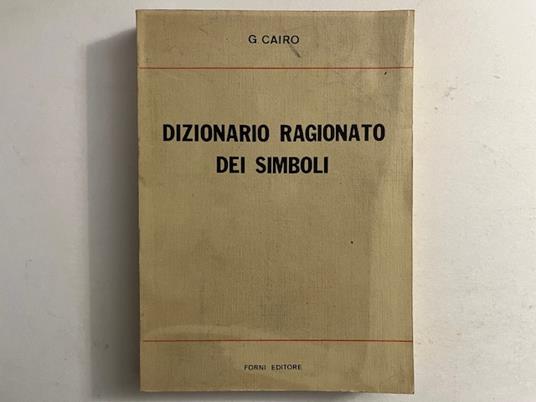 G. CAIRO
DIZIONARIO RAGIONATO
DEI SIMBOLI
FORNI EDITORE